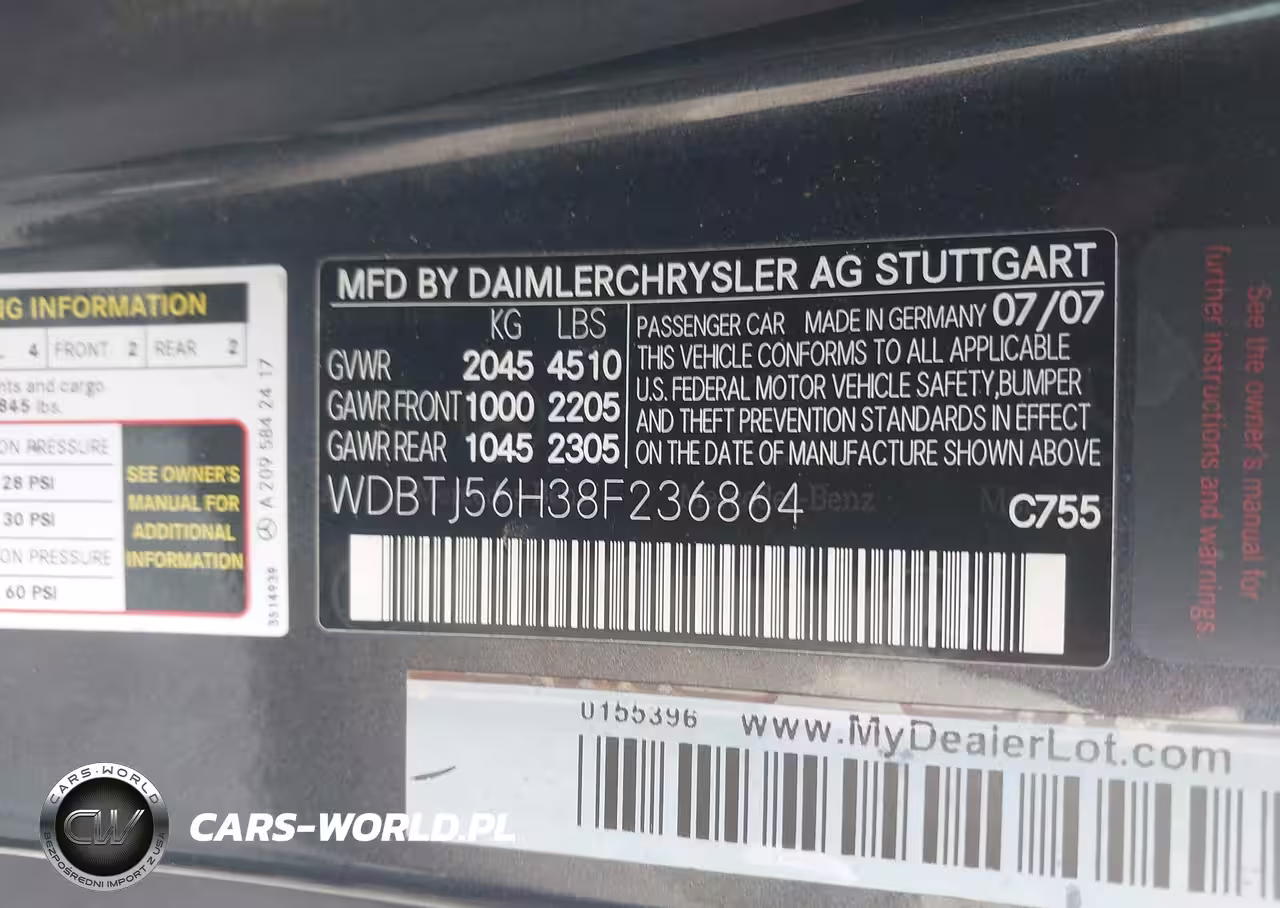 NG INFORMATION
4 FRONT 2 REAR 2
nts and cargo
845 lbs.
ON PRESSURE
28 PSI
30 PSI
ON PRESSURE
60 PSI
SEE OWNER'S
MANUAL FOR
ADDITIONAL
INFORMATION
A 209 584 24 17
3514939
MFD BY DAIMLERCHRYSLER AG STUTTGART
KG LBS
GVWR 2045 4510
GAWR FRONT 1000 2205
GAWR REAR 1045 2305
PASSENGER CAR MADE IN GERMANY 07/07
THIS VEHICLE CONFORMS TO ALL APPLICABLE
U.S. FEDERAL MOTOR VEHICLE SAFETY,BUMPER
AND THEFT PREVENTION STANDARDS IN EFFECT
ON THE DATE OF MANUFACTURE SHOWN ABOVE
WDBTJ56H38F236864
C755
See the owner's manual for
further instructions and warnings.
0155396 www.MyDealerLot.com
CARS-WORLD
CW
BEZPOŚREDNI IMPORT Z USA
CARS-WORLD.PL